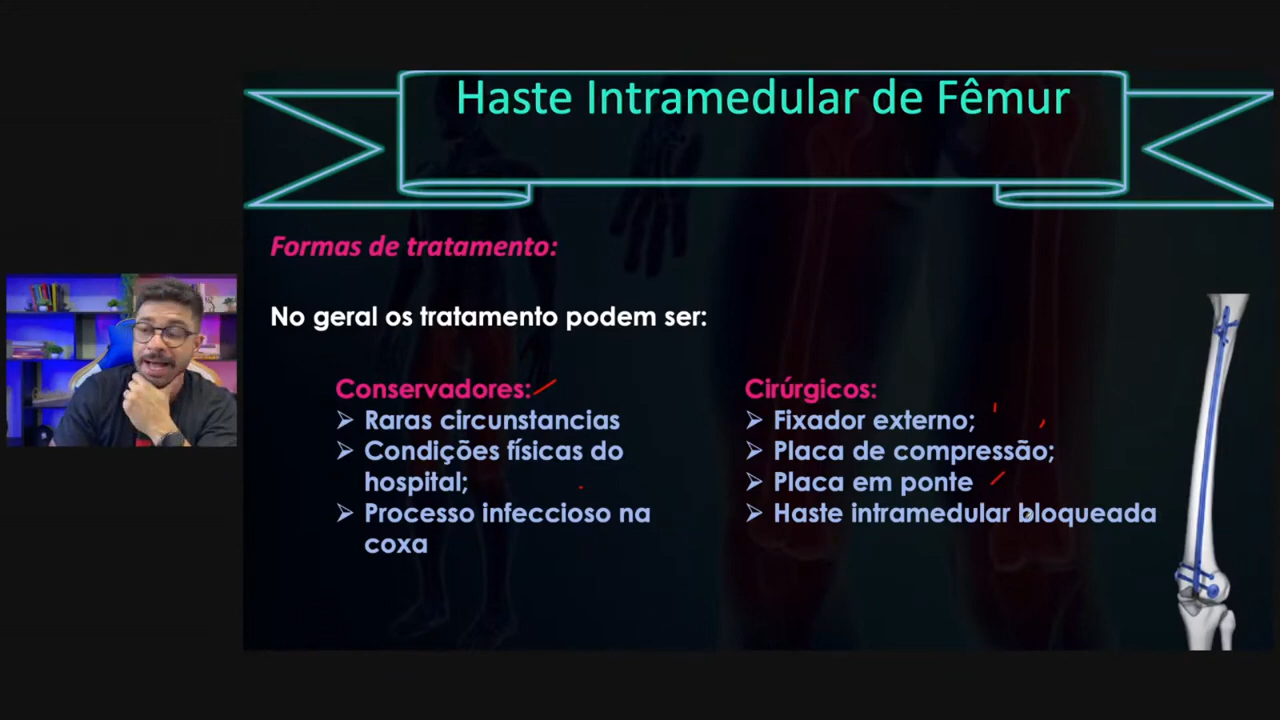 Haste Intramedular de Fêmur
Formas de tratamento:
No geral os tratamento podem ser:
Conservadores:
Raras circunstancias
Condições físicas do
hospital;
Processo infeccioso na
coxa
Cirúrgicos:
Fixador externo;
Placa de compressão;
Placa em ponte
Haste intramedular bloqueada